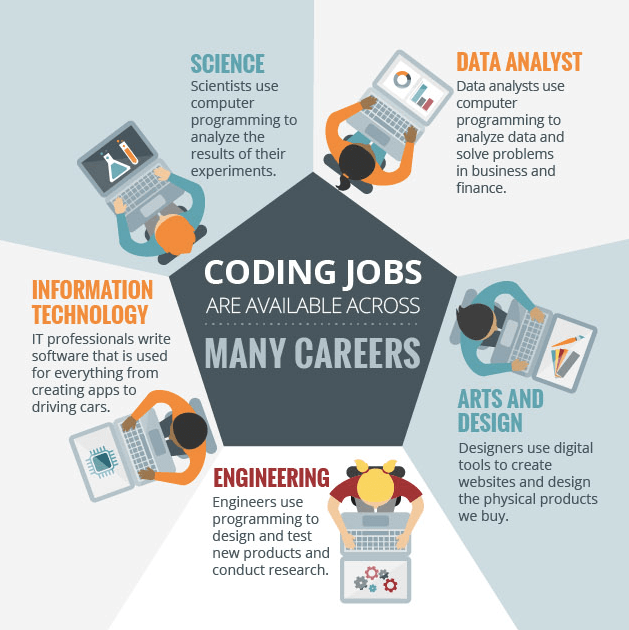 SCIENCE
Scientists use
computer
programming to
analyze the
results of their
experiments.
DATA ANALYST
Data analysts use
computer
programming to
analyze data and
solve problems
in business and
finance.
CODING JOBS
ARE AVAILABLE ACROSS
MANY CAREERS
INFORMATION
TECHNOLOGY
IT professionals write
software that is used
for everything from
creating apps to
driving cars.
ARTS AND
DESIGN
Designers use digital
tools to create
websites and design
the physical products
we buy.
ENGINEERING
Engineers use
programming to
design and test
new products and
conduct research.